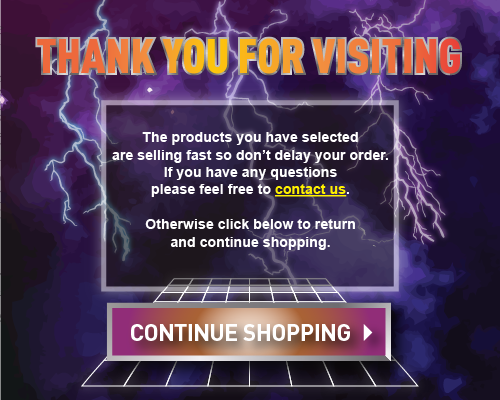 THANK YOU FOR VISITING
The products you have selected
are selling fast so don't delay your order.
If you have any questions
please feel free to contact us.
Otherwise click below to return
and continue shopping.
CONTINUE SHOPPING